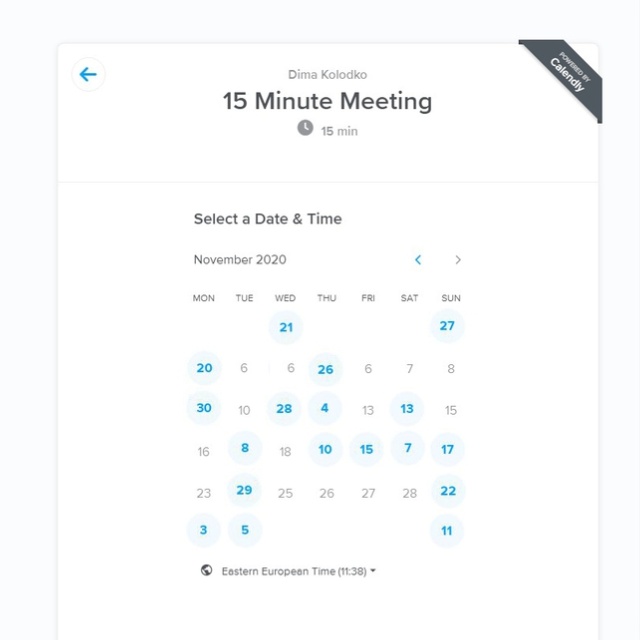 POWERED BY
Calendly
Dima Kolodko
15 Minute Meeting
15 min
Select a Date & Time
November 2020
MON TUE WED THU FRI SAT SUN
21 27
20 6 6 26 6 7 8
30 10 28 4 13 13 15
16 8 18 10 15 7 17
23 29 25 26 27 28 22
3 5 11
Eastern European Time (11:38)